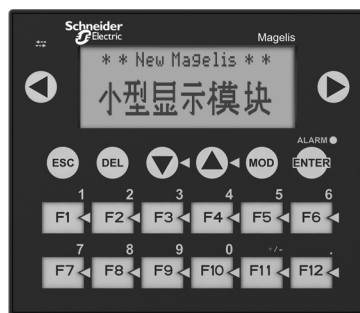 Schneider
Electric
Magelis
* * New Magelis * *
小型显示模块
ALARM
ESC DEL MOD ENTER
1 2 3 4 5 6
F1 F2 F3 F4 F5 F6
7 8 9 0 +/- .
F7 F8 F9 F10 F11 F12